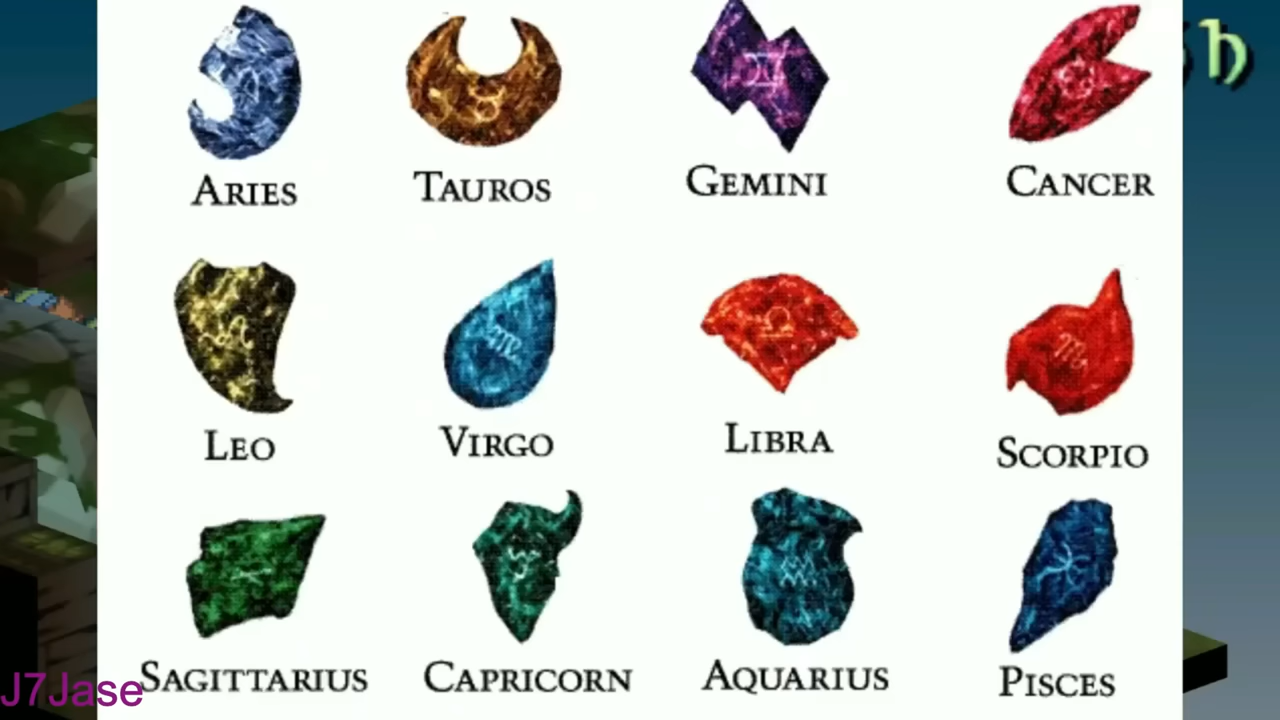 ARIES
TAUROS
GEMINI
CANCER
LEO
VIRGO
LIBRA
SCORPIO
SAGITTARIUS
CAPRICORN
AQUARIUS
PISCES
J7Jase